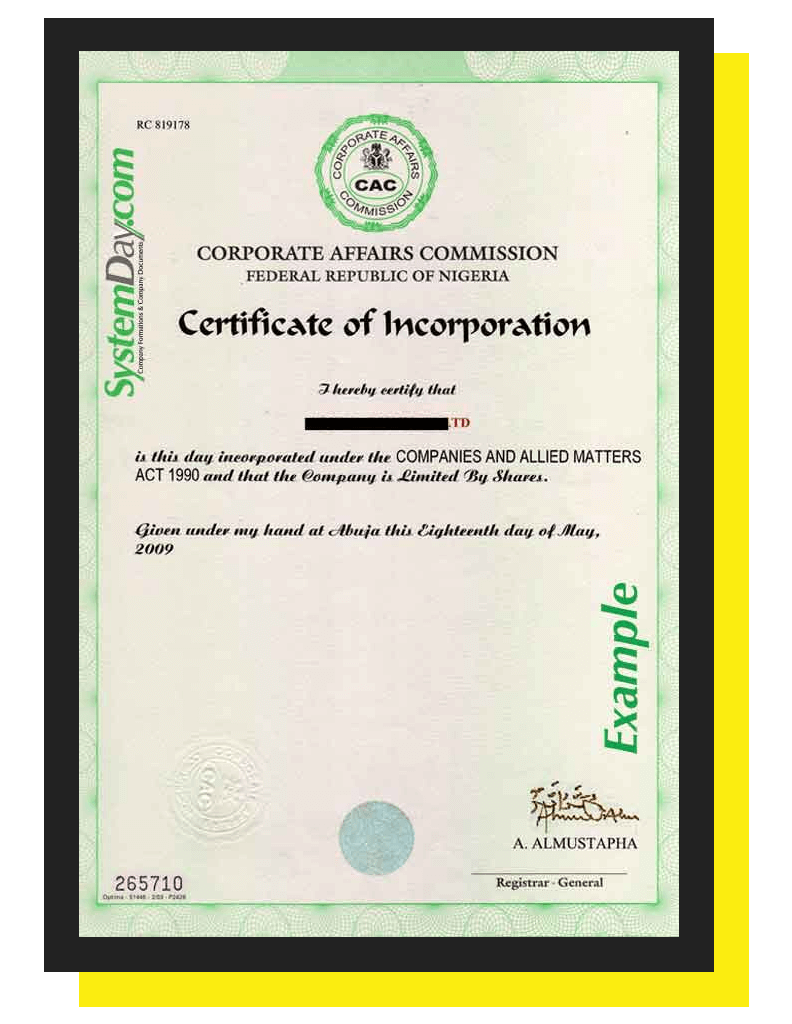 RC 819178
CORPORATE AFFAIRS
CAC
COMMISSION
SystemDay.com
Company Formations & Company Documents
CORPORATE AFFAIRS COMMISSION
FEDERAL REPUBLIC OF NIGERIA
Certificate of Incorporation
I hereby certify that
LTD
is this day incorporated under the COMPANIES AND ALLIED MATTERS
ACT 1990 and that the Company is Limited By Shares.
Given under my hand at Abuja this Eighteenth day of May,
2009
Example
CAC
A. ALMUSTAPHA
Registrar - General
265710